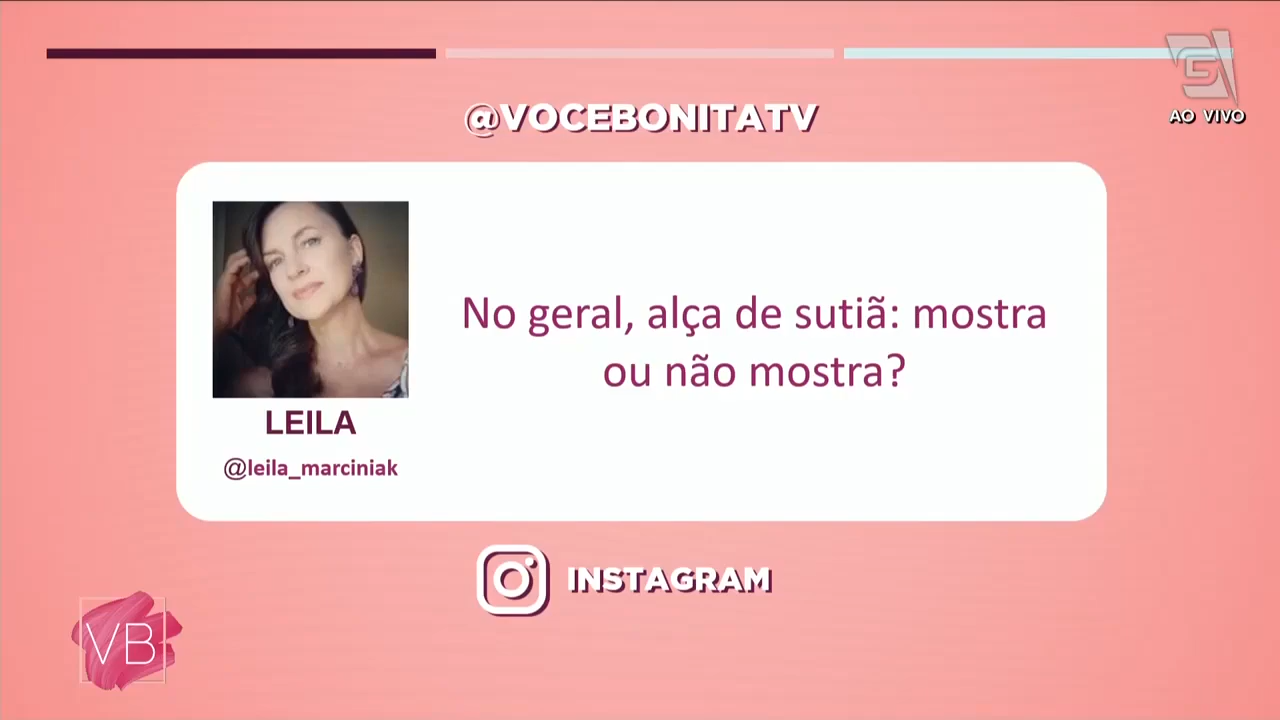 AO VIVO
@VOCEBONITATV
No geral, alça de sutiã: mostra
ou não mostra?
LEILA
@leila_marciniak
INSTAGRAM
VB